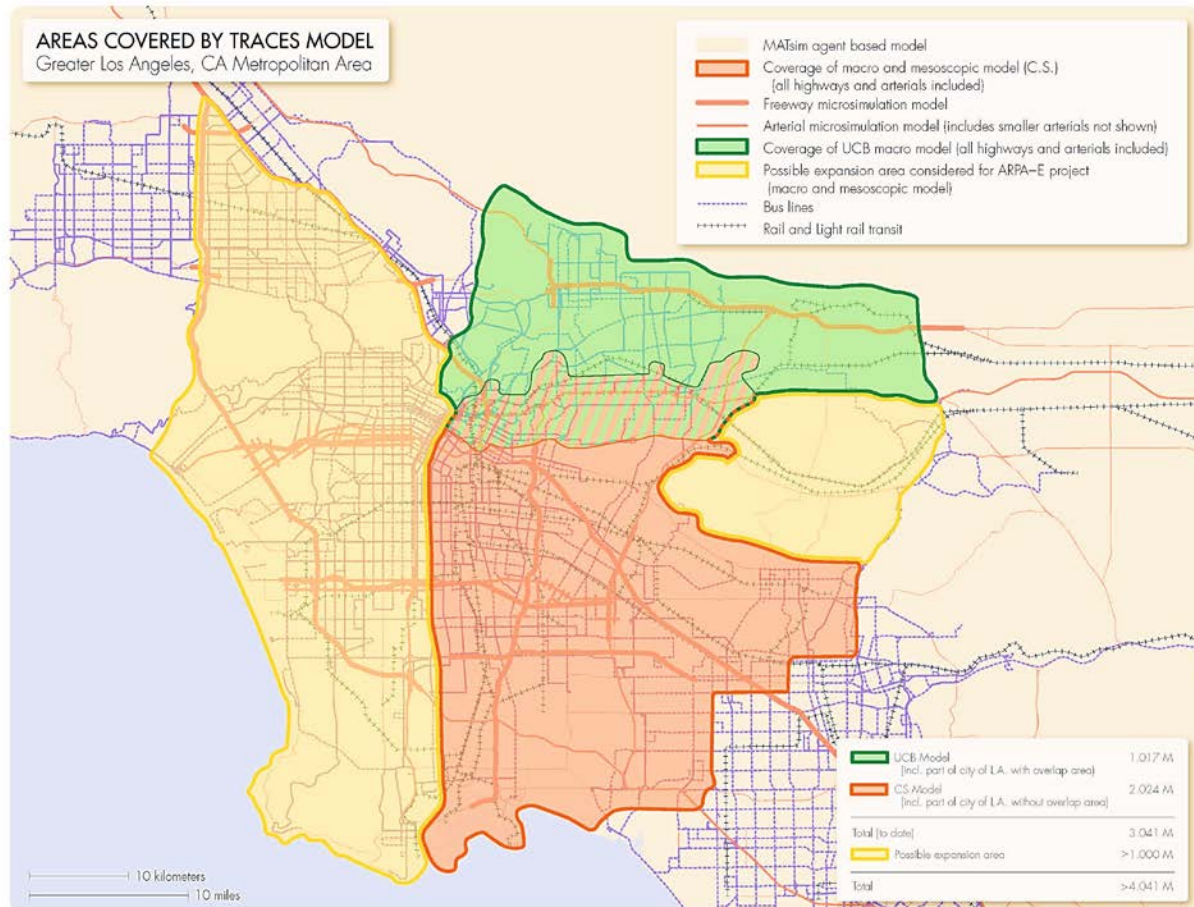 AREAS COVERED BY TRACES MODEL
Greater Los Angeles, CA Metropolitan Area
MATsim agent based model
Coverage of macro and mesoscopic model (C.S.)
(all highways and arterials included)
Freeway microsimulation model
Arterial microsimulation model (includes smaller arterials not shown)
Coverage of UCB macro model (all highways and arterials included)
Possible expansion area considered for ARPA–E project
(macro and mesoscopic model)
Bus lines
Rail and Light rail transit
UCB Model 1.017 M
(incl. part of city of L.A. with overlap area)
CS Model 2.024 M
(incl. part of city of L.A. without overlap area)
Total (to date) 3.041 M
Possible expansion area >1.000 M
Total >4.041 M
10 kilometers
10 miles